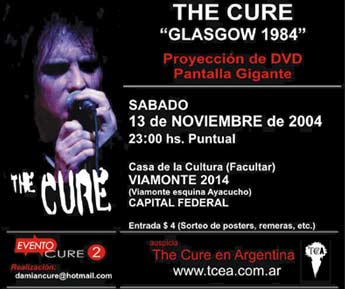 THE CURE
"GLASGOW 1984"
Proyección de DVD
Pantalla Gigante
SABADO
13 de NOVIEMBRE de 2004
23:00 hs. Puntual
Casa de la Cultura (Facultar)
VIAMONTE 2014
(Viamonte esquina Ayacucho)
CAPITAL FEDERAL
Entrada $ 4 (Sorteo de posters, remeras, etc.)
THE CURE
EVENTO
CURE 2
Realización:
damiancure@hotmail.com
auspicia
The Cure en Argentina
www.tcea.com.ar
TCEA